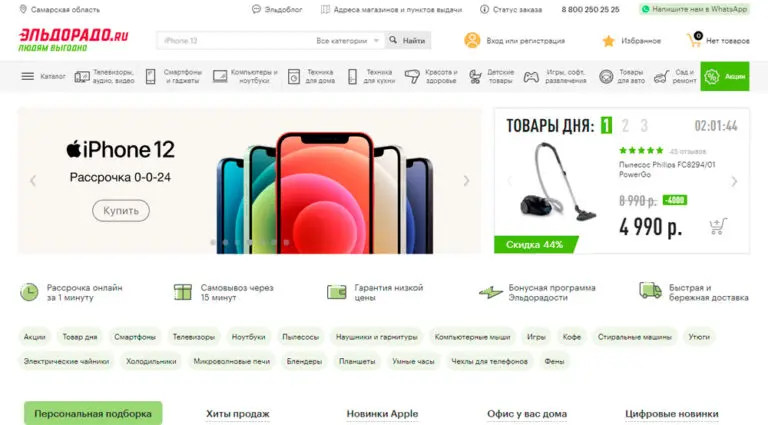 Самарская область
Эльдоблог
Адреса магазинов и пунктов выдачи
Статус заказа
8 800 250 25 25
Напишите нам в WhatsApp
ЭЛЬДОРАДО.RU
ЛЮДЯМ ВЫГОДНО
iPhone 13
Все категории
Найти
Вход или регистрация
Избранное
0
Нет товаров
Каталог
Телевизоры, аудио, видео
Смартфоны и гаджеты
Компьютеры и ноутбуки
Техника для дома
Техника для кухни
Красота и здоровье
Детские товары
Игры, софт, развлечения
Товары для авто
Сад и ремонт
Акции
iPhone 12
Рассрочка 0-0-24
Купить
ТОВАРЫ ДНЯ: 1 2 3
02:01:44
45 отзывов
Пылесос Philips FC8294/01
PowerGo
8 990 р.
-4000
4 990 р.
Скидка 44%
Рассрочка онлайн
за 1 минуту
Самовывоз через
15 минут
Гарантия низкой
цены
Бонусная программа
Эльдорадости
Быстрая и
бережная доставка
Акции
Товар дня
Смартфоны
Телевизоры
Ноутбуки
Пылесосы
Наушники и гарнитуры
Компьютерные мыши
Игры
Кофе
Стиральные машины
Утюги
Электрические чайники
Холодильники
Микроволновые печи
Блендеры
Планшеты
Умные часы
Чехлы для телефонов
Фены
Персональная подборка
Хиты продаж
Новинки Apple
Офис у вас дома
Цифровые новинки